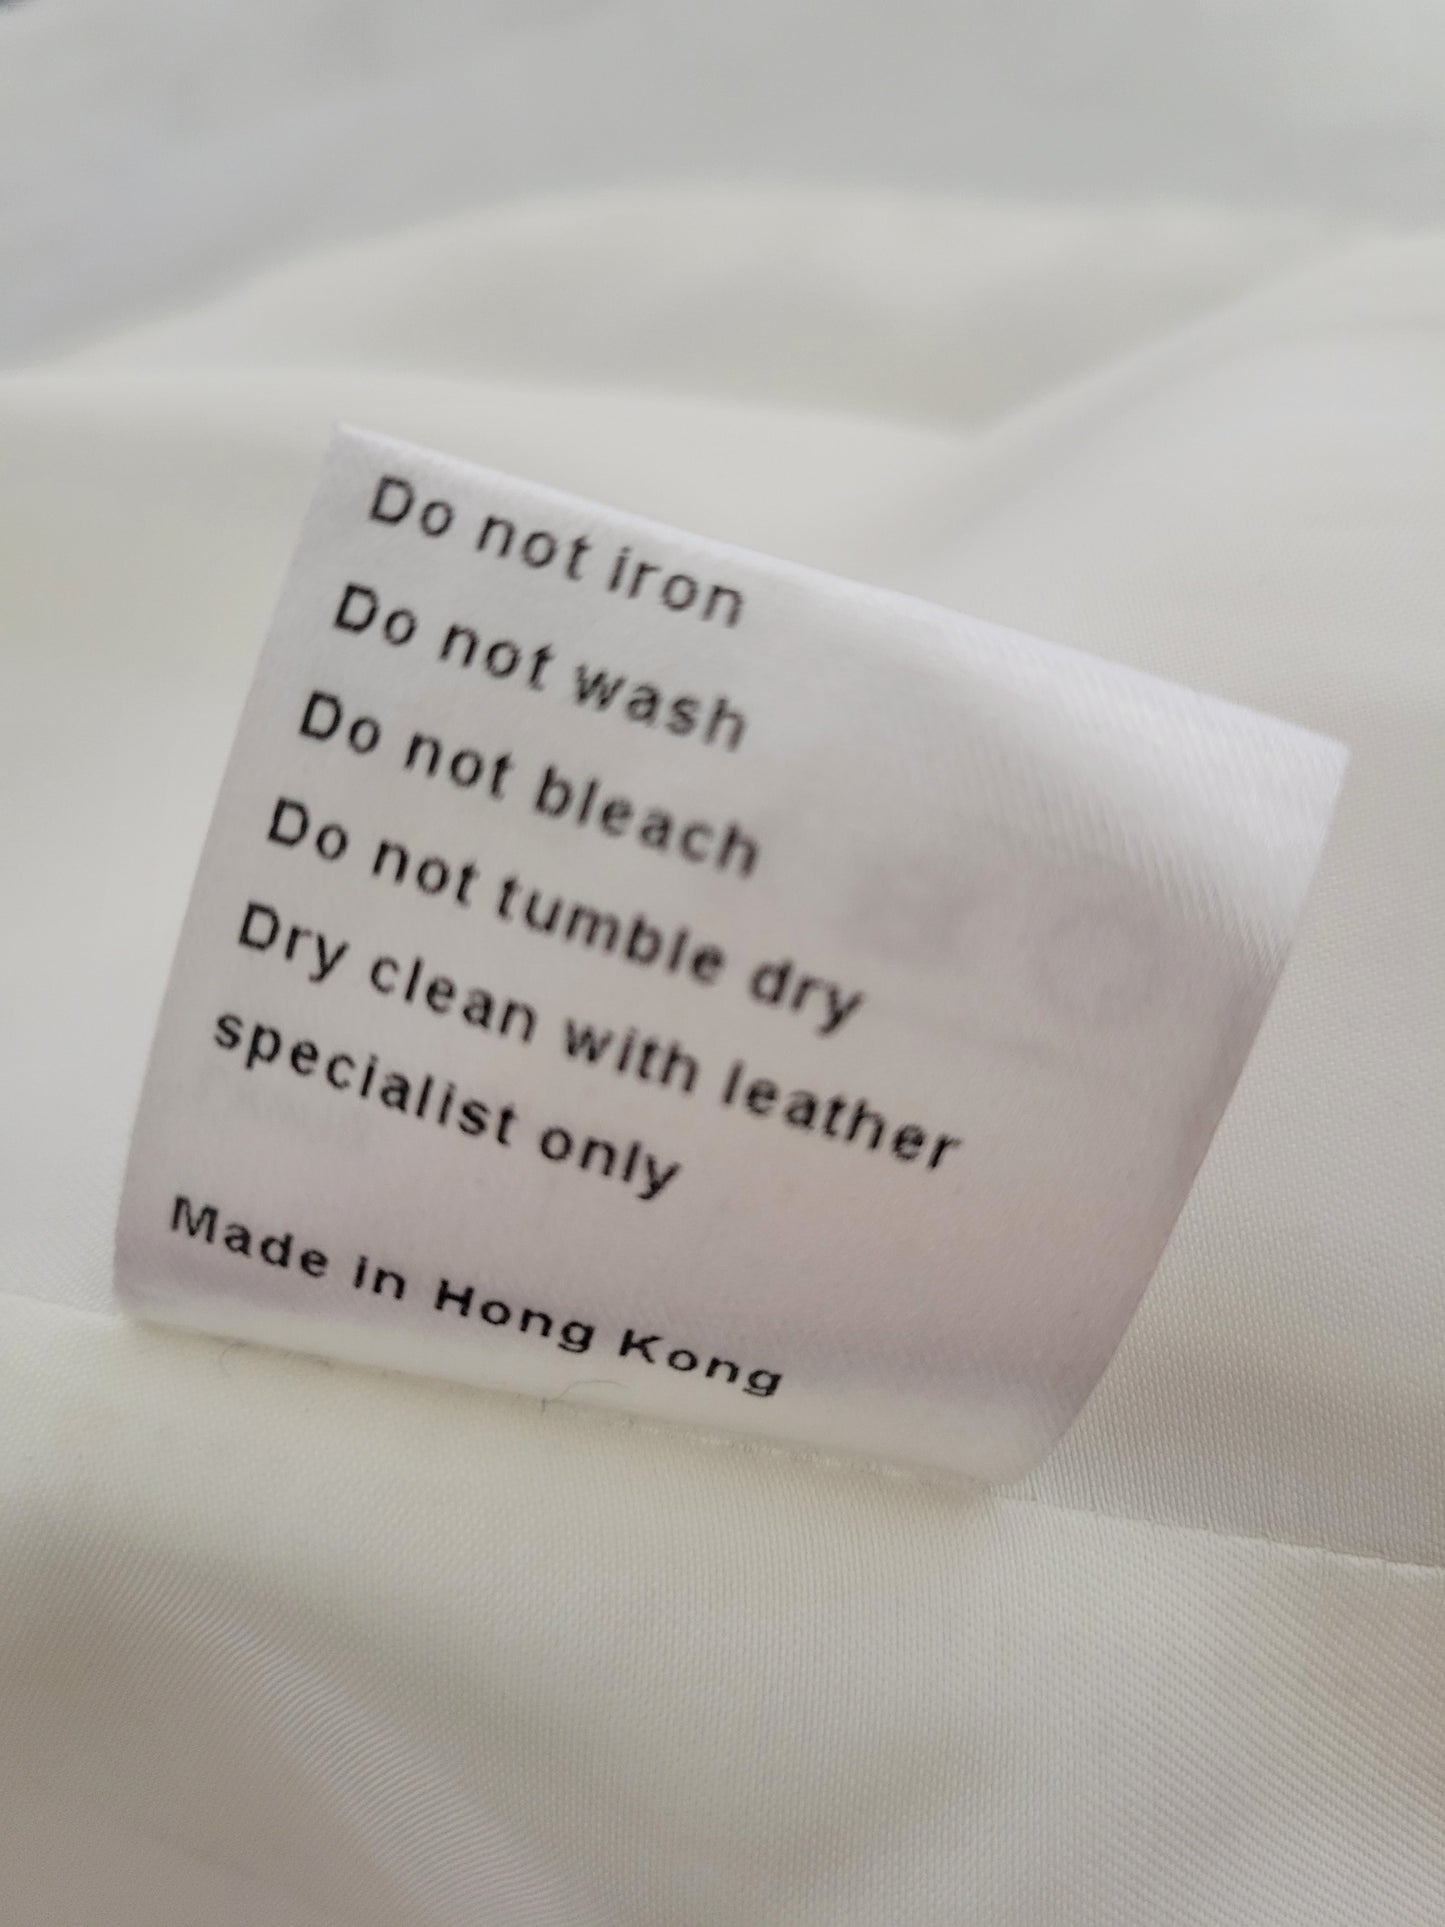 Do not iron
Do not wash
Do not bleach
Do not tumble dry
Dry clean with leather
specialist only
Made in Hong Kong